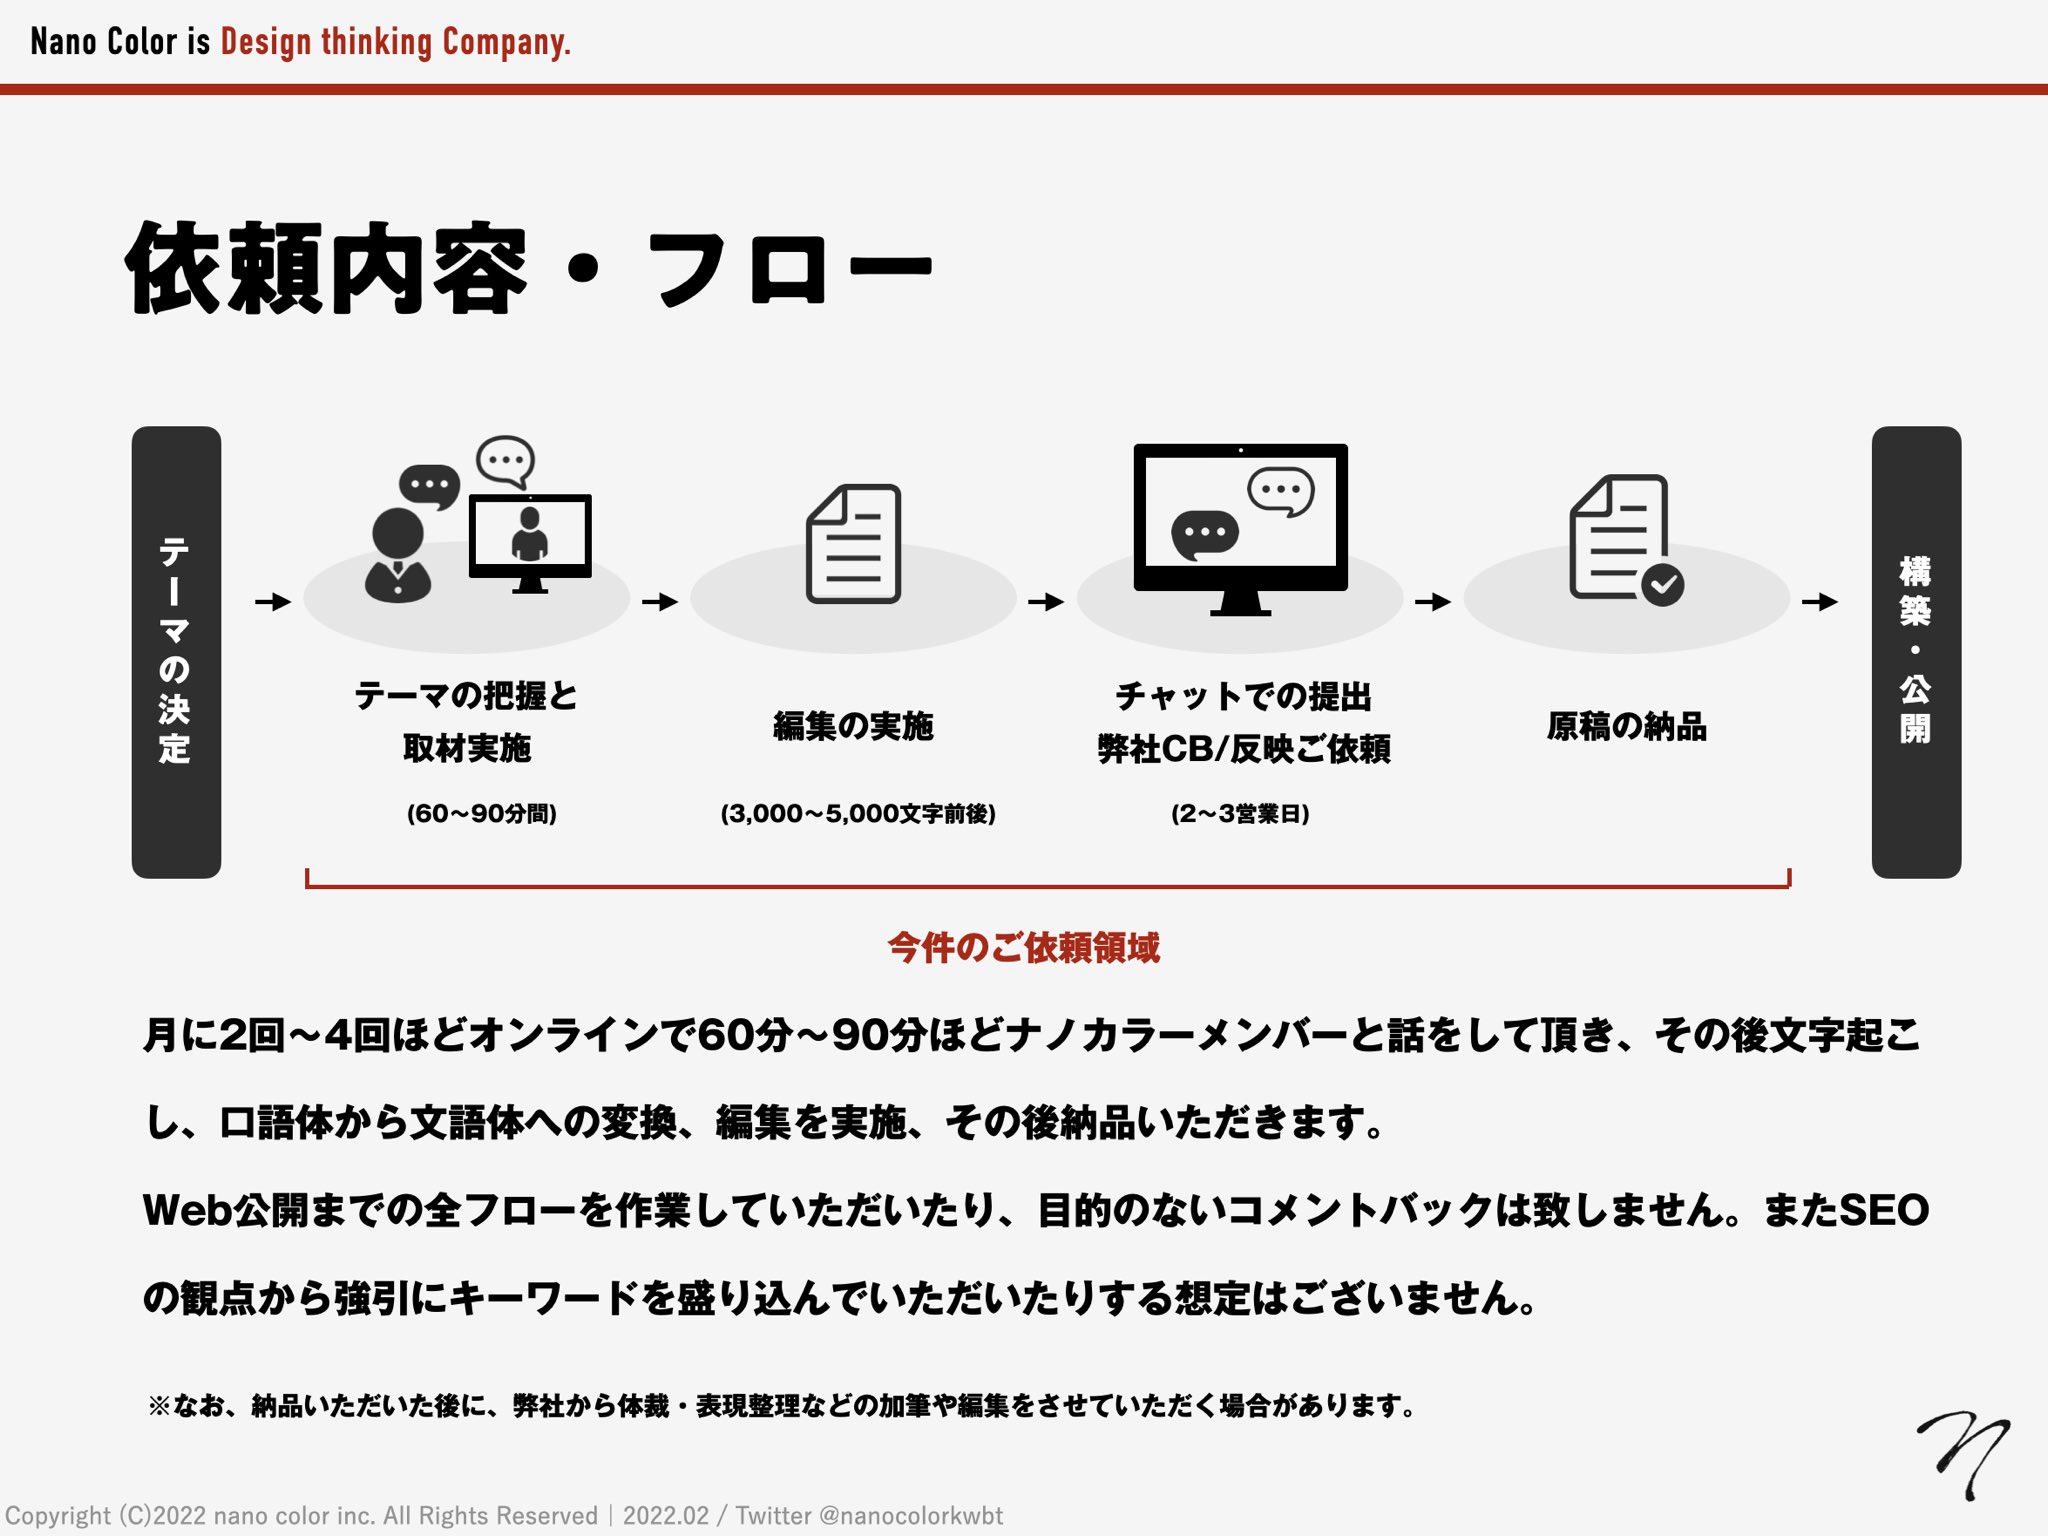 Nano Color is Design thinking Company.
依頼内容・フロー
テーマの決定
テーマの把握と
取材実施
(60〜90分間)
編集の実施
(3,000〜5,000文字前後)
チャットでの提出
弊社CB/反映ご依頼
(2〜3営業日)
原稿の納品
構築・公開
今件のご依頼領域
月に2回〜4回ほどオンラインで60分〜90分ほどナノカラーメンバーと話をして頂き、その後文字起こ
し、口語体から文語体への変換、編集を実施、その後納品いただきます。
Web公開までの全フローを作業していただいたり、目的のないコメントバックは致しません。またSEO
の観点から強引にキーワードを盛り込んでいただいたりする想定はございません。
※なお、納品いただいた後に、弊社から体裁・表現整理などの加筆や編集をさせていただく場合があります。
N
Copyright (C)2022 nano color inc. All Rights Reserved｜2022.02 / Twitter @nanocolorkwbt